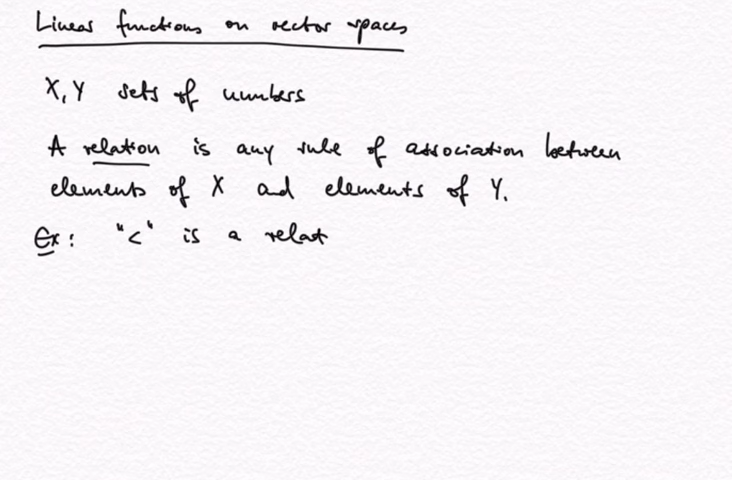 Linear functions on vector spaces
X, Y sets of numbers
A relation is any rule of association between
elements of X and elements of Y.
Ex: "<" is a relat